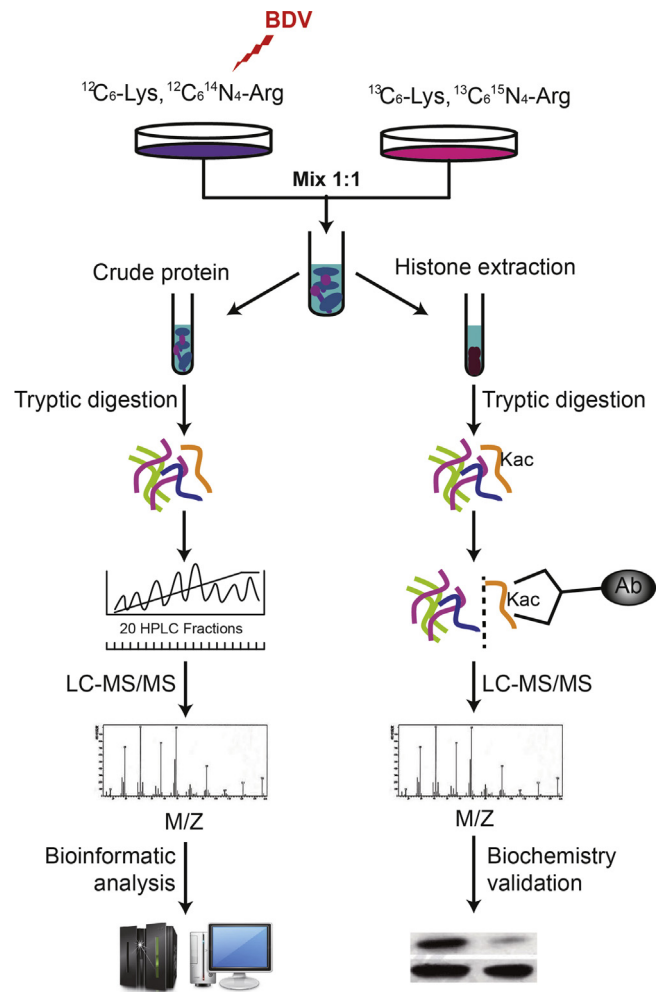 BDV
¹²C₆-Lys, ¹²C₆¹⁴N₄-Arg
¹³C₆-Lys, ¹³C₆¹⁵N₄-Arg
Mix 1:1
Crude protein
Histone extraction
Tryptic digestion
Tryptic digestion
Kac
20 HPLC Fractions
Kac
Ab
LC-MS/MS
LC-MS/MS
M/Z
M/Z
Bioinformatic
analysis
Biochemistry
validation